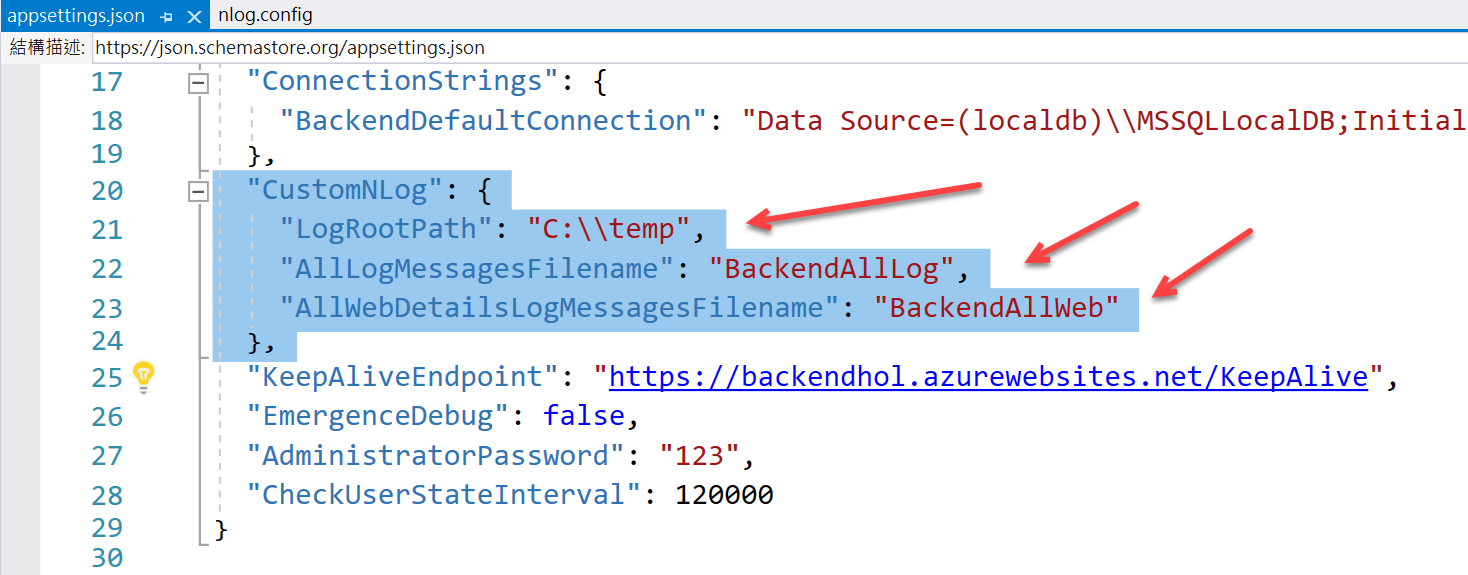 appsettings.json nlog.config
結構描述: https://json.schemastore.org/appsettings.json
17 "ConnectionStrings": {
18 "BackendDefaultConnection": "Data Source=(localdb)\\MSSQLLocalDB;Initial
19 },
20 "CustomNLog": {
21 "LogRootPath": "C:\\temp",
22 "AllLogMessagesFilename": "BackendAllLog",
23 "AllWebDetailsLogMessagesFilename": "BackendAllWeb"
24 },
25 "KeepAliveEndpoint": "https://backendhol.azurewebsites.net/KeepAlive",
26 "EmergenceDebug": false,
27 "AdministratorPassword": "123",
28 "CheckUserStateInterval": 120000
29 }
30